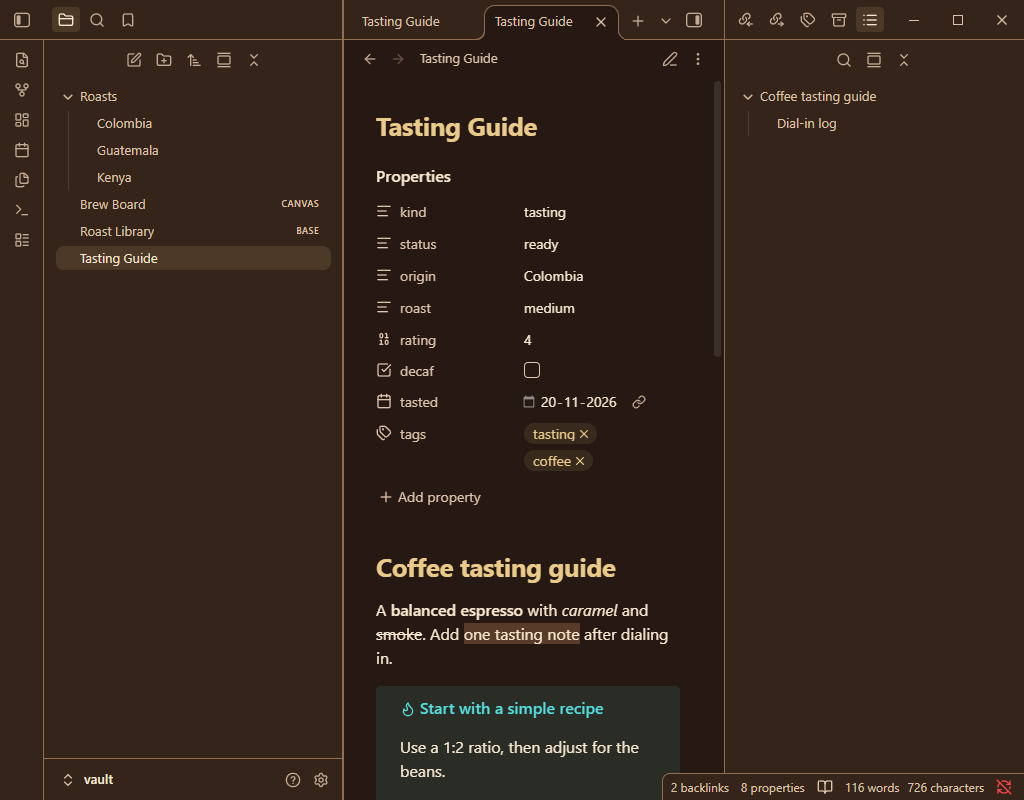 Tasting Guide
Tasting Guide
Tasting Guide
Roasts
Colombia
Guatemala
Kenya
Brew Board CANVAS
Roast Library BASE
Tasting Guide
vault
Tasting Guide
Properties
kind tasting
status ready
origin Colombia
roast medium
rating 4
decaf
tasted 20-11-2026
tags tasting
coffee
Add property
Coffee tasting guide
A balanced espresso with caramel and
smoke. Add one tasting note after dialing
in.
Start with a simple recipe
Use a 1:2 ratio, then adjust for the
beans.
Coffee tasting guide
Dial-in log
2 backlinks 8 properties 116 words 726 characters